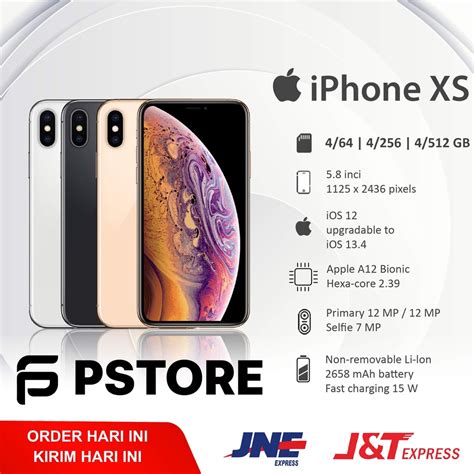 iPhone XS
4/64 | 4/256 | 4/512 GB
5.8 inci
1125 x 2436 pixels
iOS 12
upgradable to
iOS 13.4
Apple A12 Bionic
Hexa-core 2.39
Primary 12 MP / 12 MP
Selfie 7 MP
Non-removable Li-Ion
2658 mAh battery
Fast charging 15 W
PSTORE
ORDER HARI INI
KIRIM HARI INI
JNE
EXPRESS
J&T EXPRESS